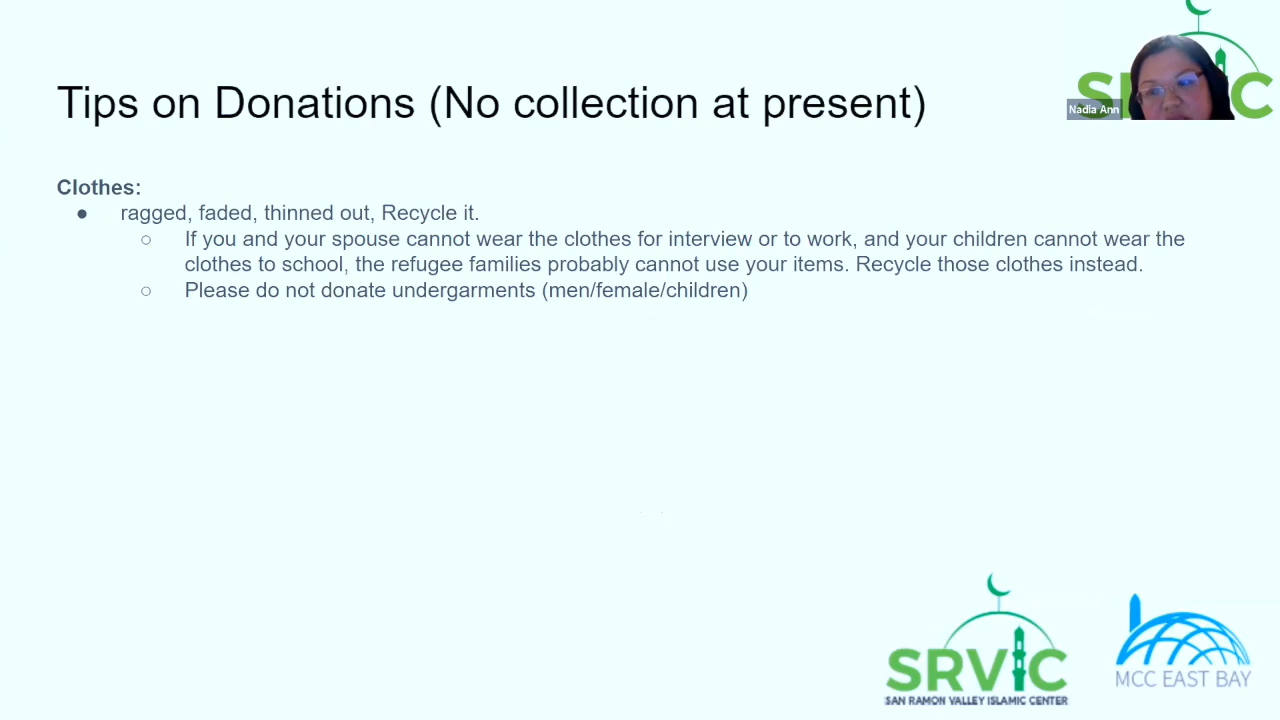 Tips on Donations (No collection at present)
SR C
Nadia Ann
Clothes:
● ragged, faded, thinned out, Recycle it.
○ If you and your spouse cannot wear the clothes for interview or to work, and your children cannot wear the
clothes to school, the refugee families probably cannot use your items. Recycle those clothes instead.
○ Please do not donate undergarments (men/female/children)
SRVIC
SAN RAMON VALLEY ISLAMIC CENTER
MCC EAST BAY